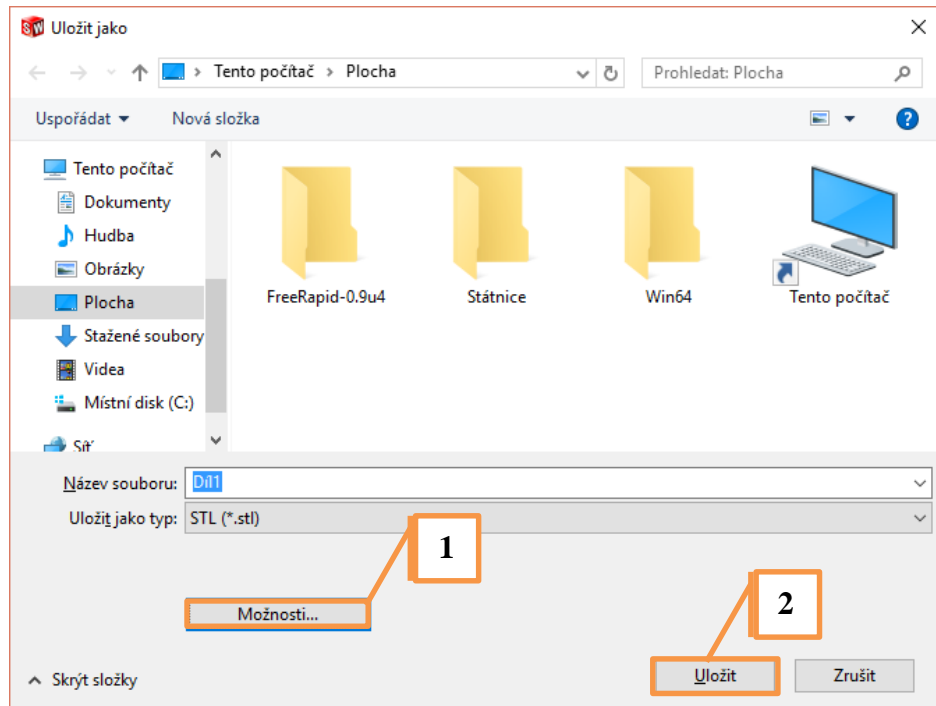 SW Uložit jako
Tento počítač > Plocha
Prohledat: Plocha
Uspořádat
Nová složka
?
Tento počítač
Dokumenty
Hudba
Obrázky
Plocha
Stažené soubory
Videa
Místní disk (C:)
Síť
FreeRapid-0.9u4
Státnice
Win64
Tento počítač
Název souboru: Díl1
Uložit jako typ: STL (*.stl)
1
Možnosti...
2
Skrýt složky
Uložit
Zrušit